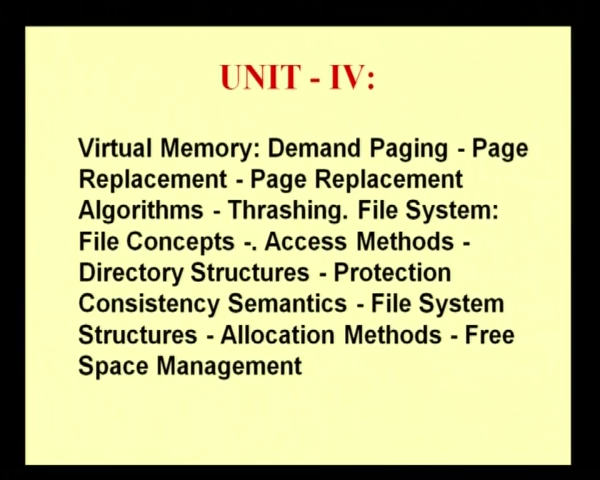 UNIT - IV:
Virtual Memory: Demand Paging - Page
Replacement - Page Replacement
Algorithms - Thrashing. File System:
File Concepts -. Access Methods -
Directory Structures - Protection
Consistency Semantics - File System
Structures - Allocation Methods - Free
Space Management